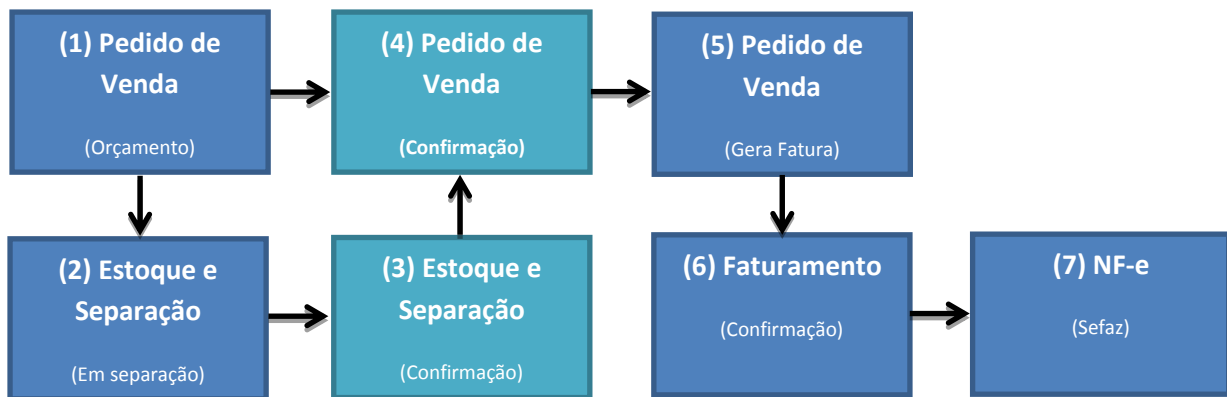 (1) Pedido de
Venda
(Orçamento)
(4) Pedido de
Venda
(Confirmação)
(5) Pedido de
Venda
(Gera Fatura)
(2) Estoque e
Separação
(Em separação)
(3) Estoque e
Separação
(Confirmação)
(6) Faturamento
(Confirmação)
(7) NF-e
(Sefaz)